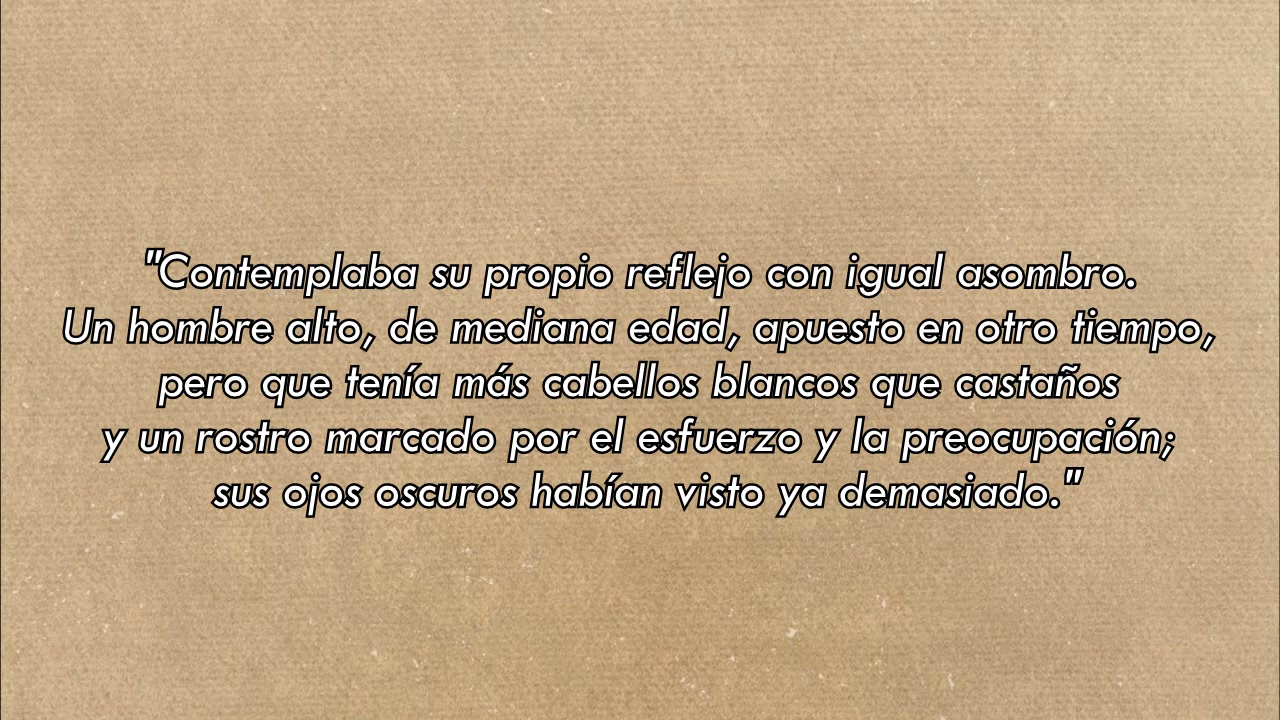 "Contemplaba su propio reflejo con igual asombro.
Un hombre alto, de mediana edad, apuesto en otro tiempo,
pero que tenía más cabellos blancos que castaños
y un rostro marcado por el esfuerzo y la preocupación;
sus ojos oscuros habían visto ya demasiado."